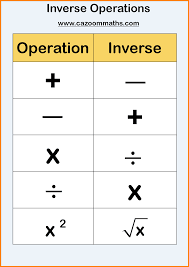 Inverse Operations
www.cazoommaths.com
Operation Inverse
+ −
− +
x ÷
÷ x
x² √x